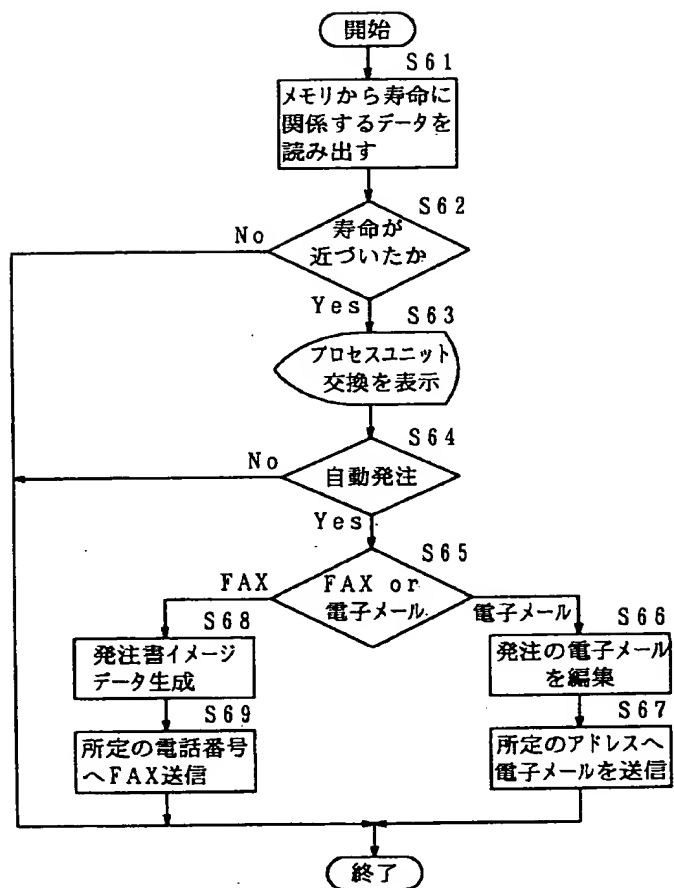 開始
S61
メモリから寿命に
関係するデータを
読み出す
S62
寿命が
近づいたか
No
Yes
S63
プロセスユニット
交換を表示
S64
自動発注
No
Yes
S65
FAX or
電子メール
FAX
電子メール
S68
発注書イメージ
データ生成
S69
所定の電話番号
へFAX送信
S66
発注の電子メール
を編集
S67
所定のアドレスへ
電子メールを送信
終了